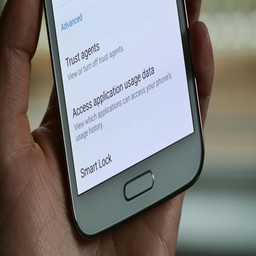 Advanced
Trust agents
View or turn off trust agents
Access application usage data
View which applications can access your phone's
usage history
Smart Lock